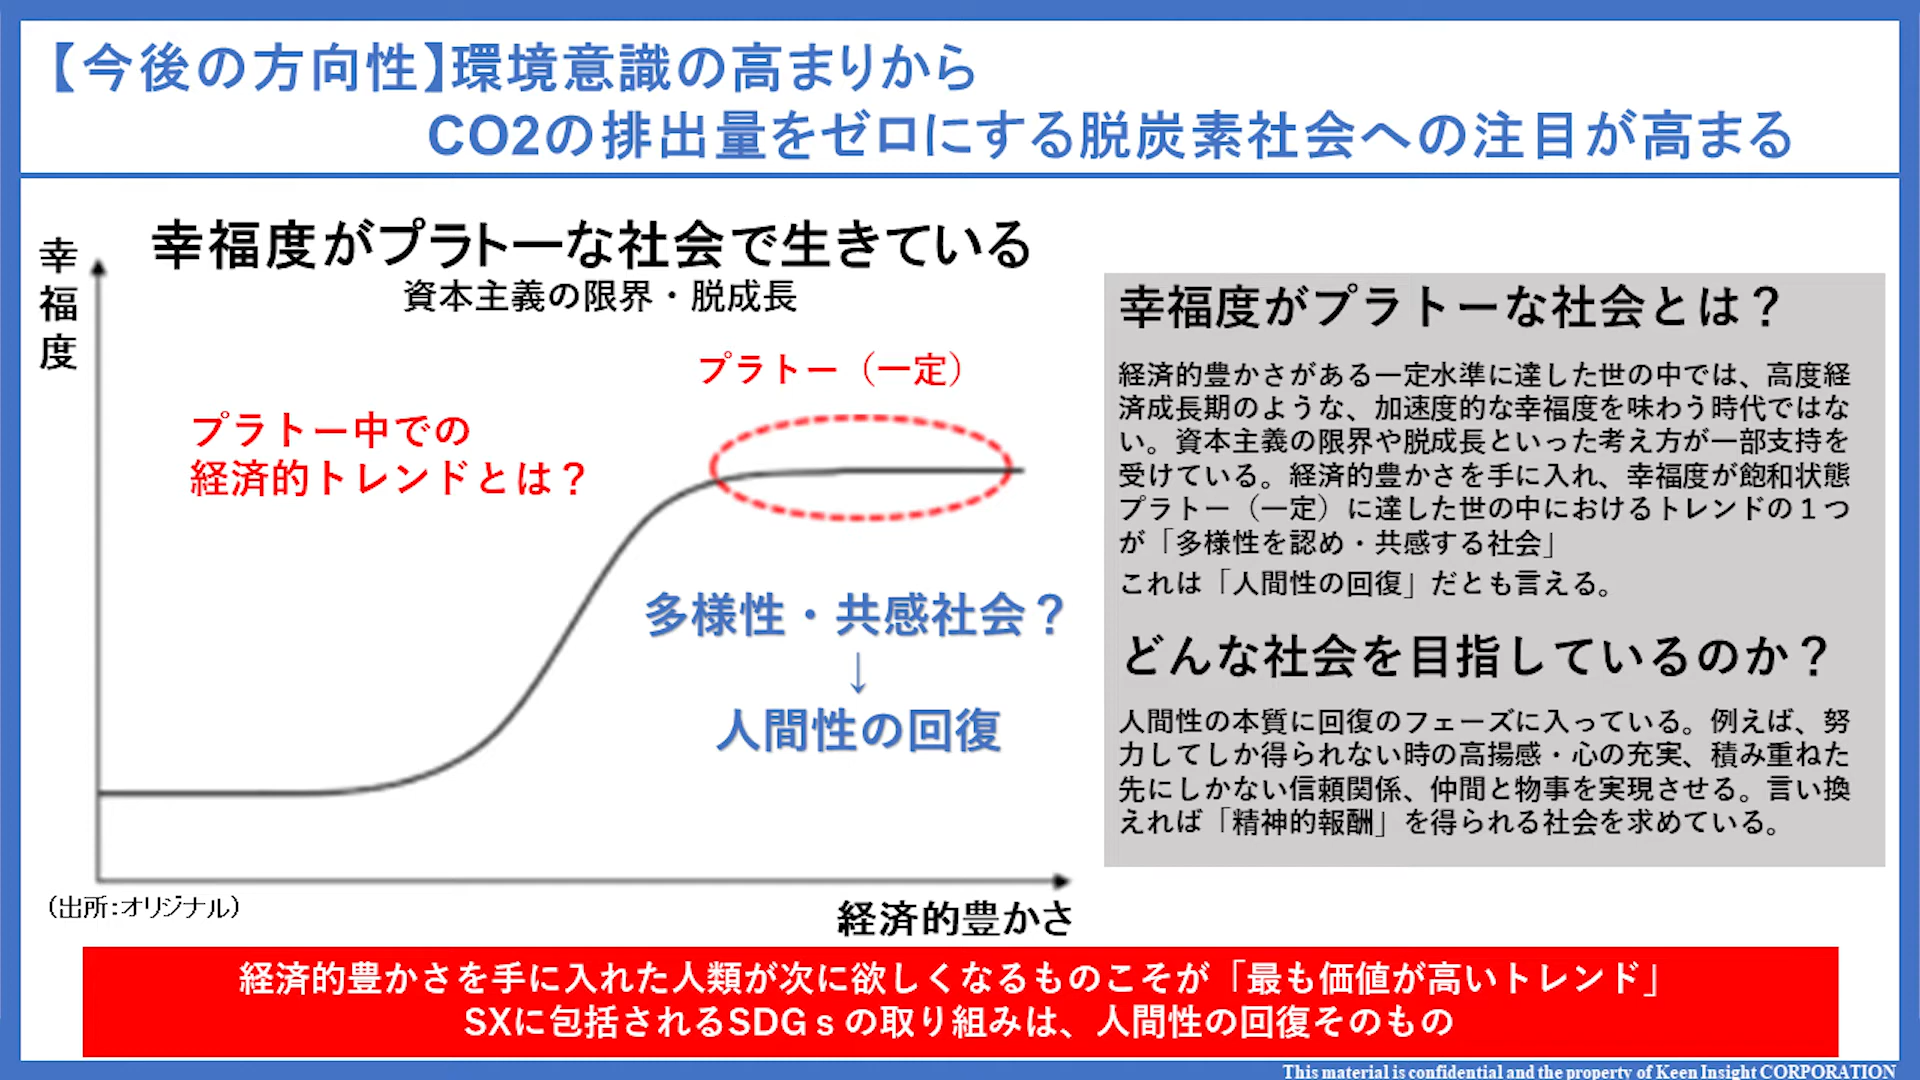 【今後の方向性】環境意識の高まりから
CO2の排出量をゼロにする脱炭素社会への注目が高まる
幸福度がプラトーな社会で生きている
資本主義の限界・脱成長
幸福度
プラトー（一定）
プラトー中での
経済的トレンドとは？
多様性・共感社会？
↓
人間性の回復
（出所：オリジナル）
経済的豊かさ
幸福度がプラトーな社会とは？
経済的豊かさがある一定水準に達した世の中では、高度経
済成長期のような、加速度的な幸福度を味わう時代ではな
い。資本主義の限界や脱成長といった考え方が一部支持を
受けている。経済的豊かさを手に入れ、幸福度が飽和状態
プラトー（一定）に達した世の中におけるトレンドの１つ
が「多様性を認め・共感する社会」
これは「人間性の回復」だとも言える。
どんな社会を目指しているのか？
人間性の本質に回復のフェーズに入っている。例えば、努
力してしか得られない時の高揚感・心の充実、積み重ねた
先にしかない信頼関係、仲間と物事を実現させる。言い換
えれば「精神的報酬」を得られる社会を求めている。
経済的豊かさを手に入れた人類が次に欲しくなるものこそが「最も価値が高いトレンド」
SXに包括されるSDGｓの取り組みは、人間性の回復そのもの
This material is confidential and the property of Keen Insight CORPORATION